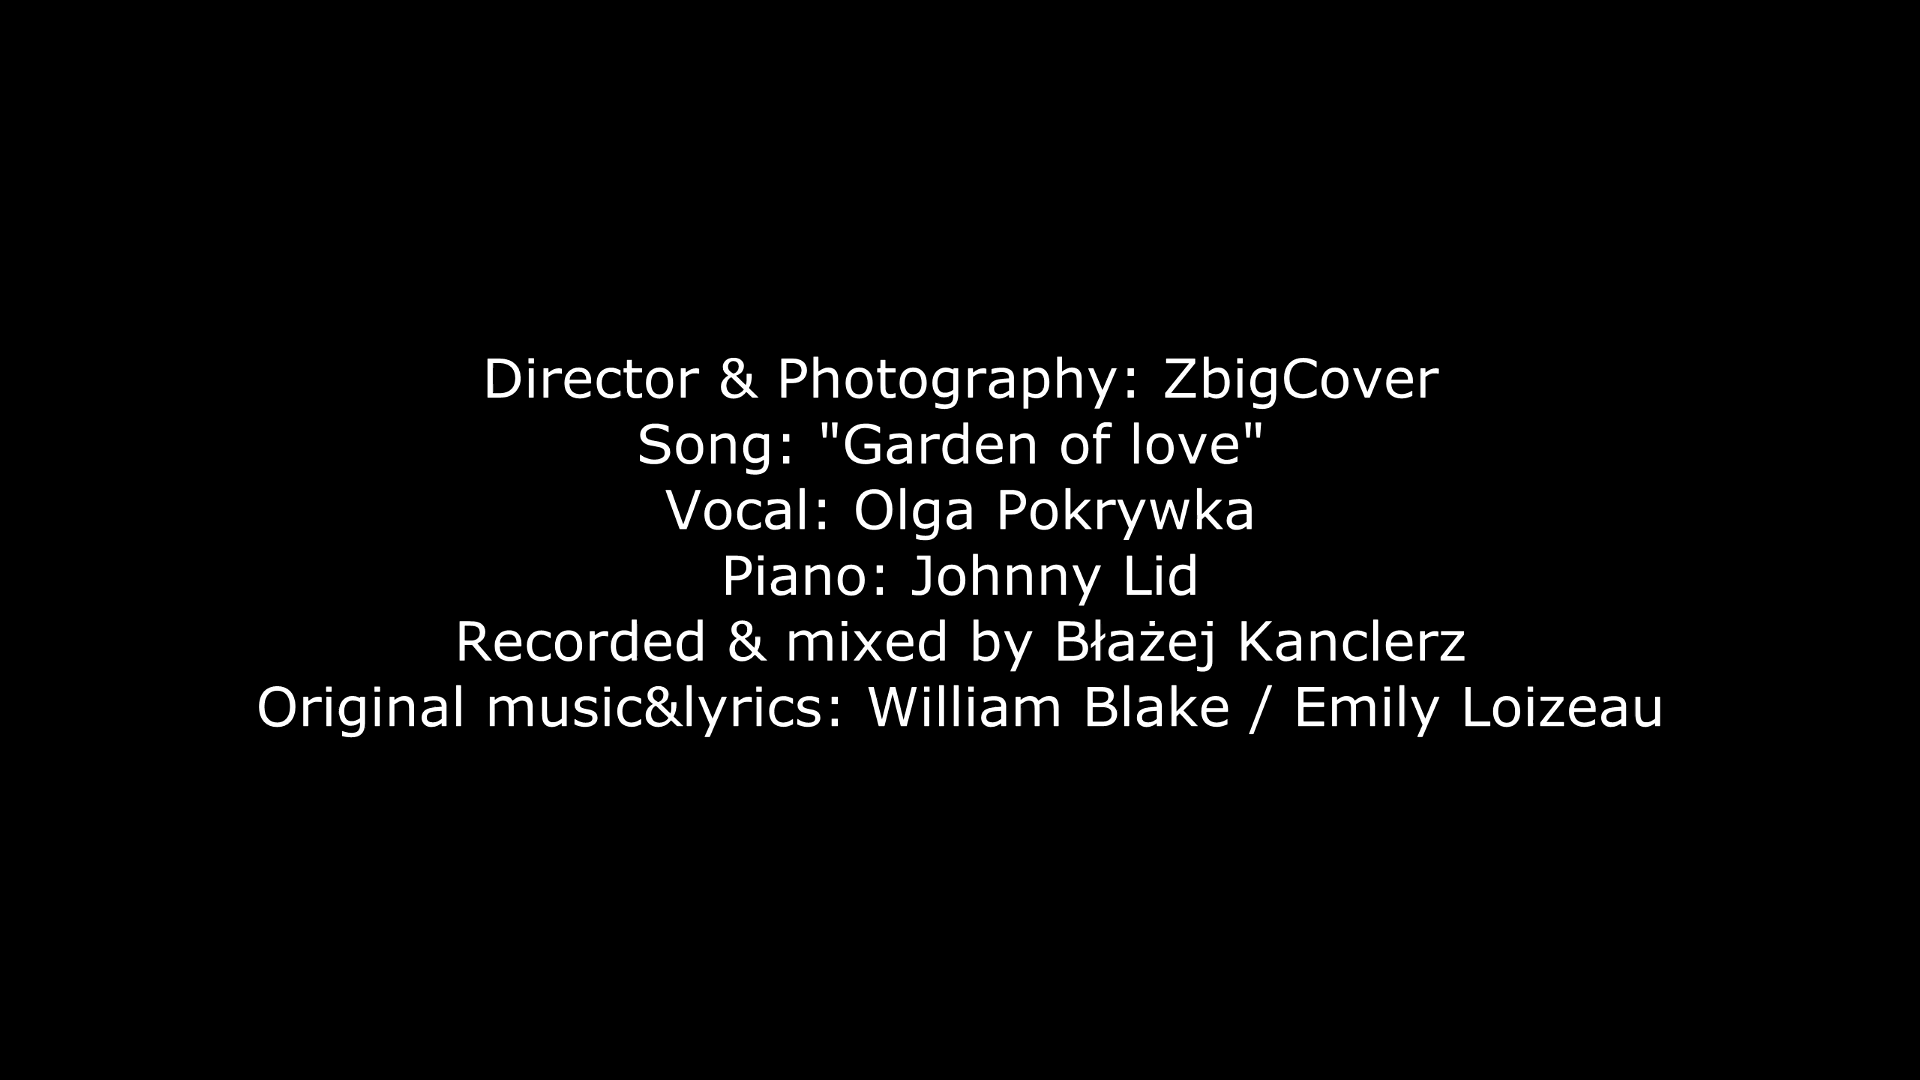 Director & Photography: ZbigCover
Song: "Garden of love"
Vocal: Olga Pokrywka
Piano: Johnny Lid
Recorded & mixed by Błażej Kanclerz
Original music&lyrics: William Blake / Emily Loizeau